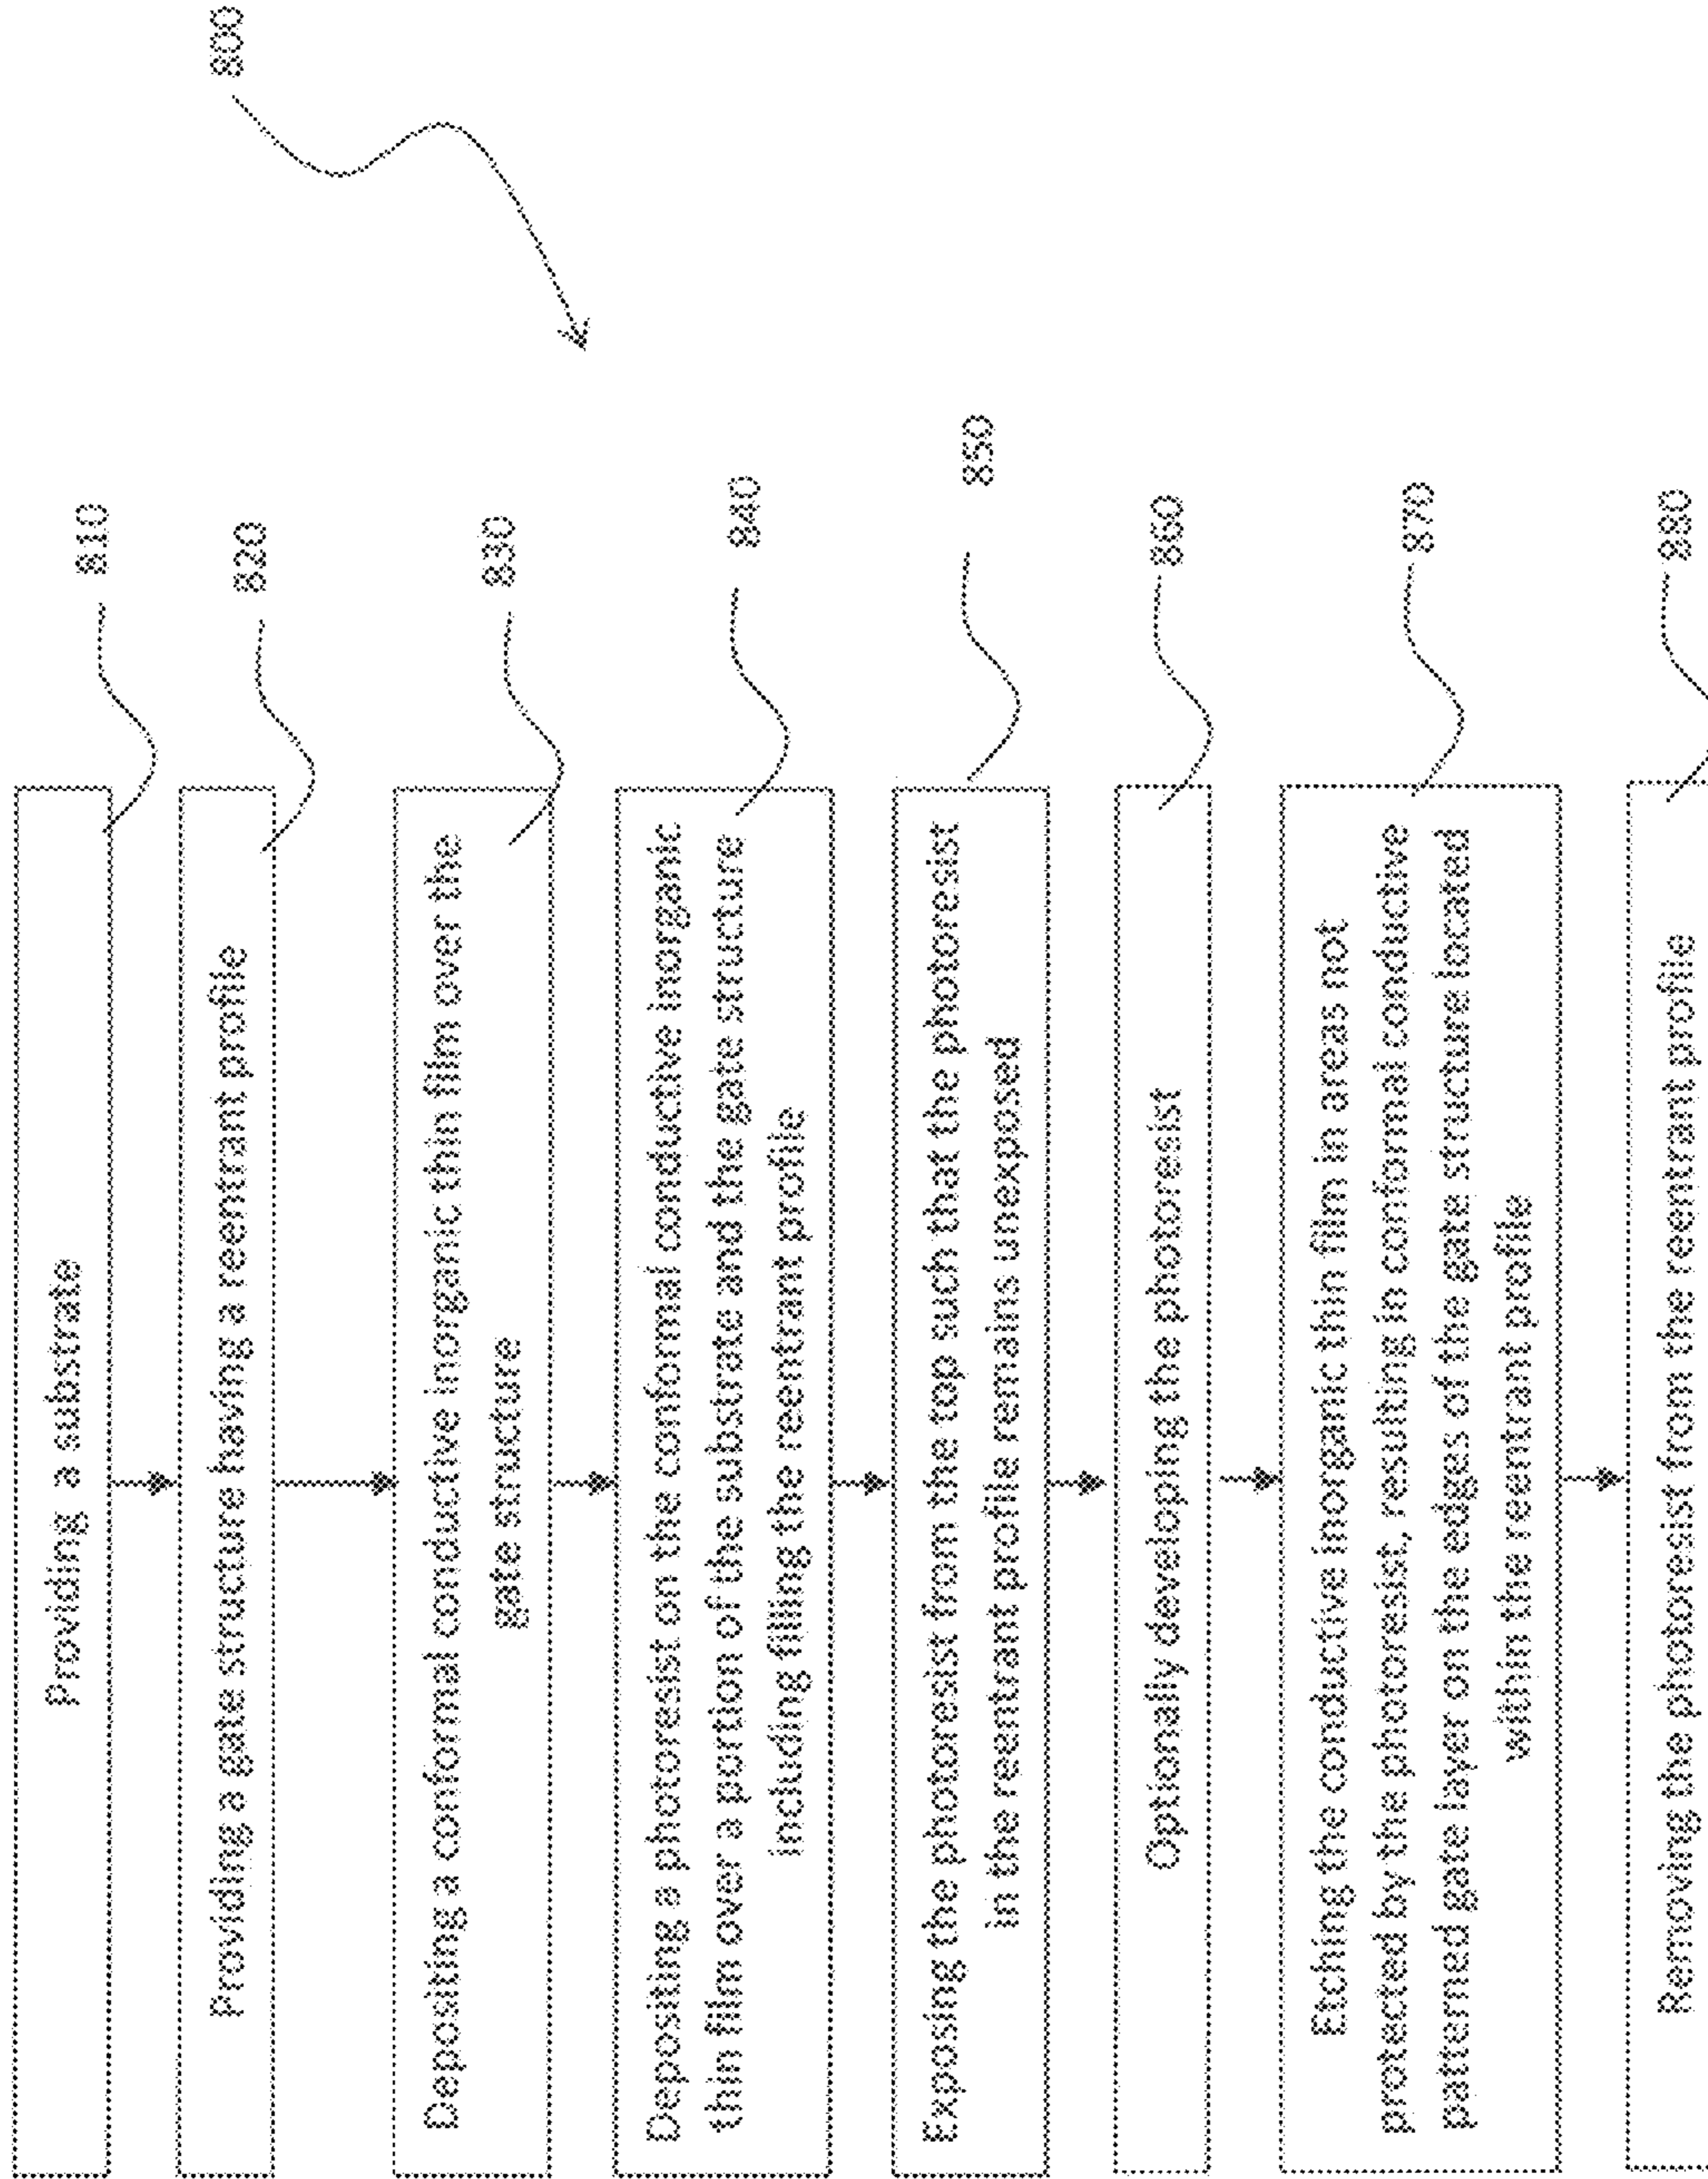 800
Providing a substrate
810
Providing a gate structure having a reentrant profile
820
Depositing a conformal conductive inorganic thin film over the
gate structure
830
Depositing a photoresist on the conformal conductive inorganic
thin film over a portion of the substrate and the gate structure
including filling the reentrant profile
840
Exposing the photoresist from the top such that the photoresist
in the reentrant profile remains unexposed
850
Optionally developing the photoresist
860
Etching the conductive inorganic thin film in areas not
protected by the photoresist, resulting in conformal conductive
patterned gate layer on the edges of the gate structure located
within the reentrant profile
870
Removing the photoresist from the reentrant profile
880